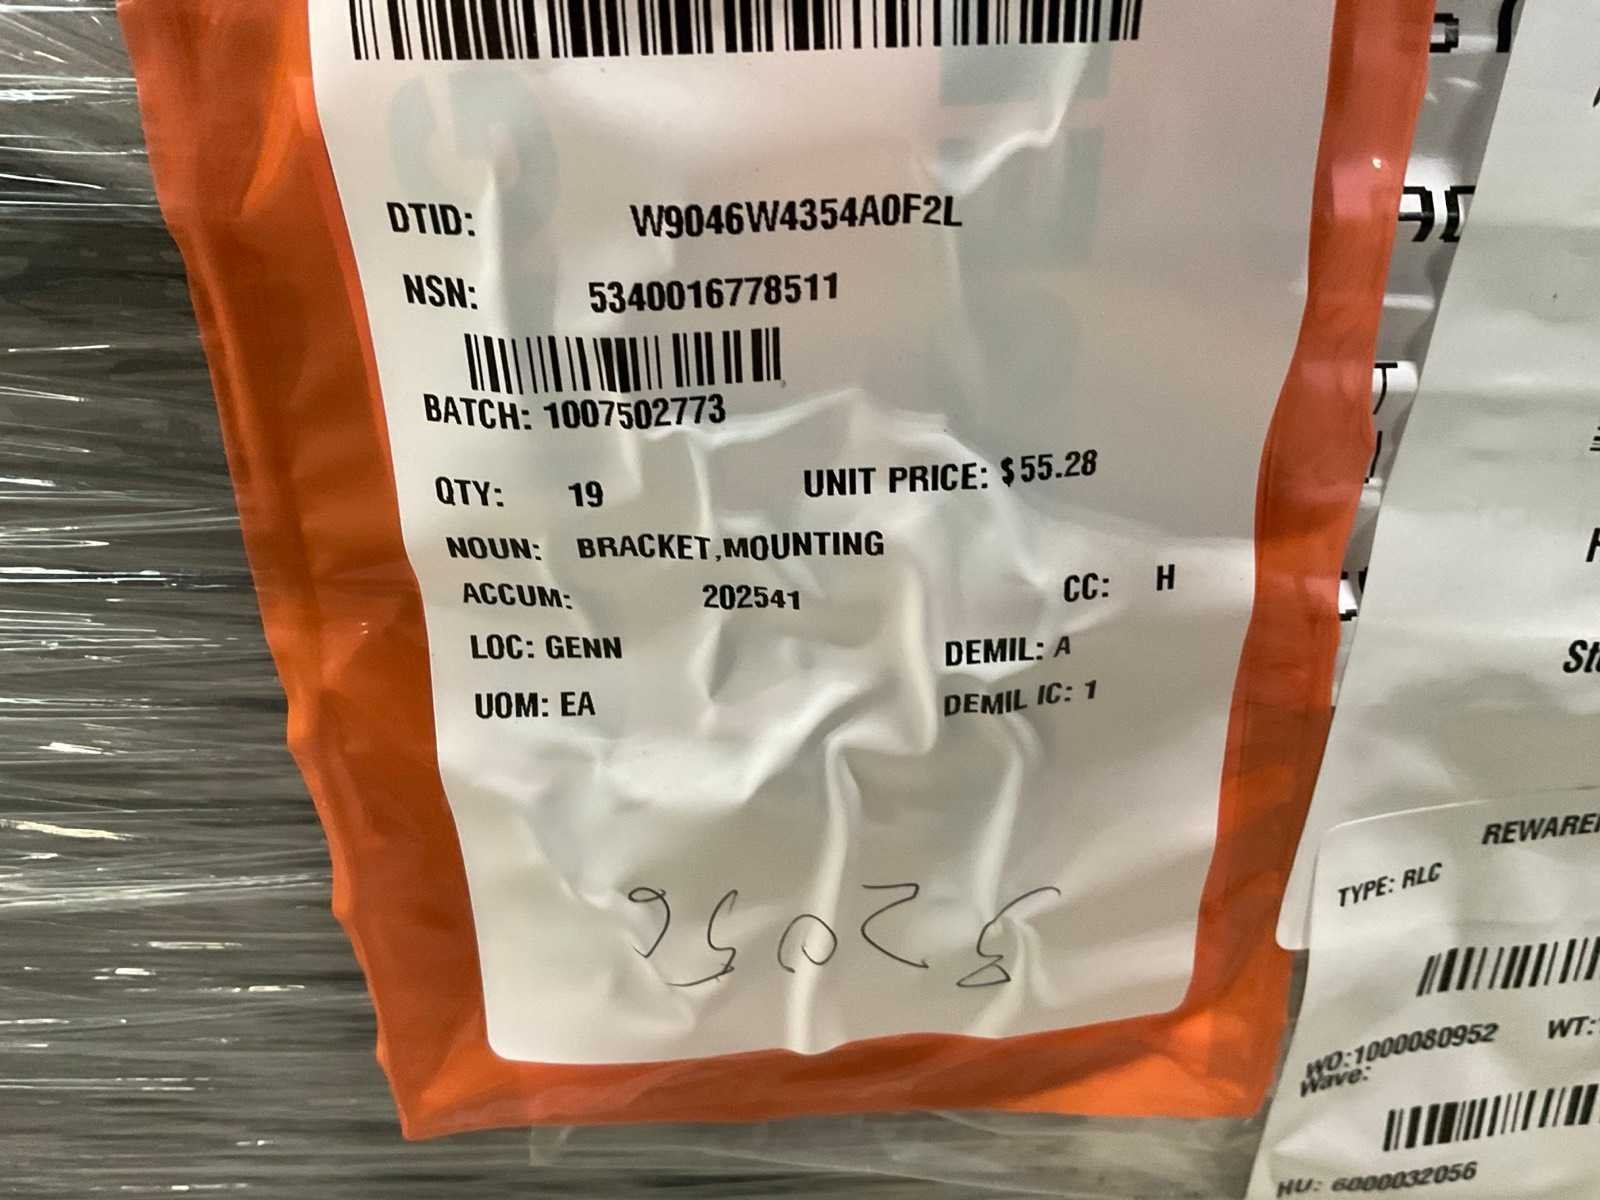 DTID: W9046W4354A0F2L
NSN: 5340016778511
BATCH: 1007502773
QTY: 19 UNIT PRICE: $55.28
NOUN: BRACKET,MOUNTING
ACCUM: 202541 CC: H
LOC: GENN DEMIL: A
UOM: EA DEMIL IC: 1
32056
TYPE: RLC
WO:1000080952 WT:
Wave:
HU: 6000032056